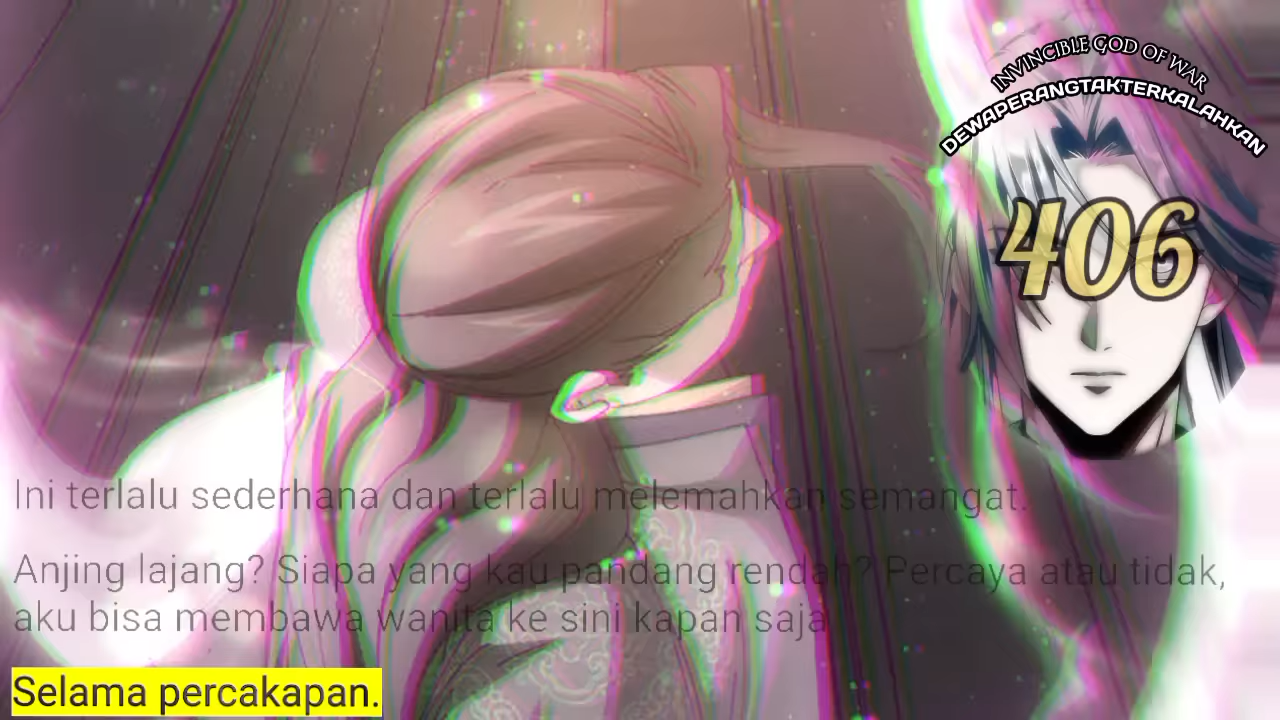 INVINCIBLE GOD OF WAR
DEWAPERANGTAKTERKALAHKAN
406
Ini terlalu sederhana dan terlalu melemahkan semangat.
Anjing lajang? Siapa yang kau pandang rendah? Percaya atau tidak,
aku bisa membawa wanita ke sini kapan saja
Selama percakapan.